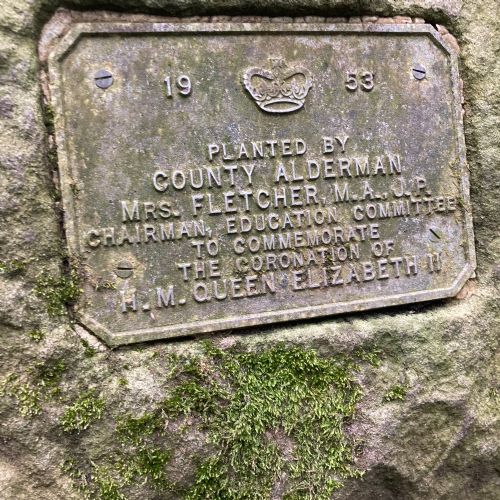 19 53
PLANTED BY
COUNTY ALDERMAN
MRS. FLETCHER, M.A., J.P.
CHAIRMAN, EDUCATION COMMITTEE
TO COMMEMORATE
THE CORONATION OF
H. M. QUEEN ELIZABETH II